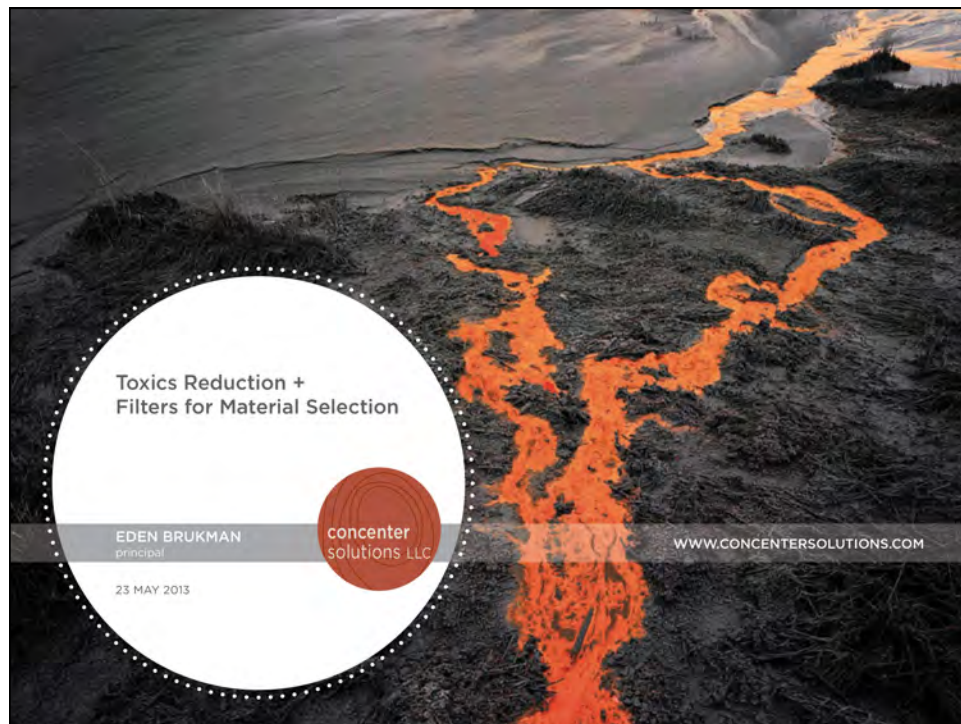 Toxics Reduction +
Filters for Material Selection
EDEN BRUKMAN
principal
concenter
solutions LLC
WWW.CONCENTERSOLUTIONS.COM
23 MAY 2013